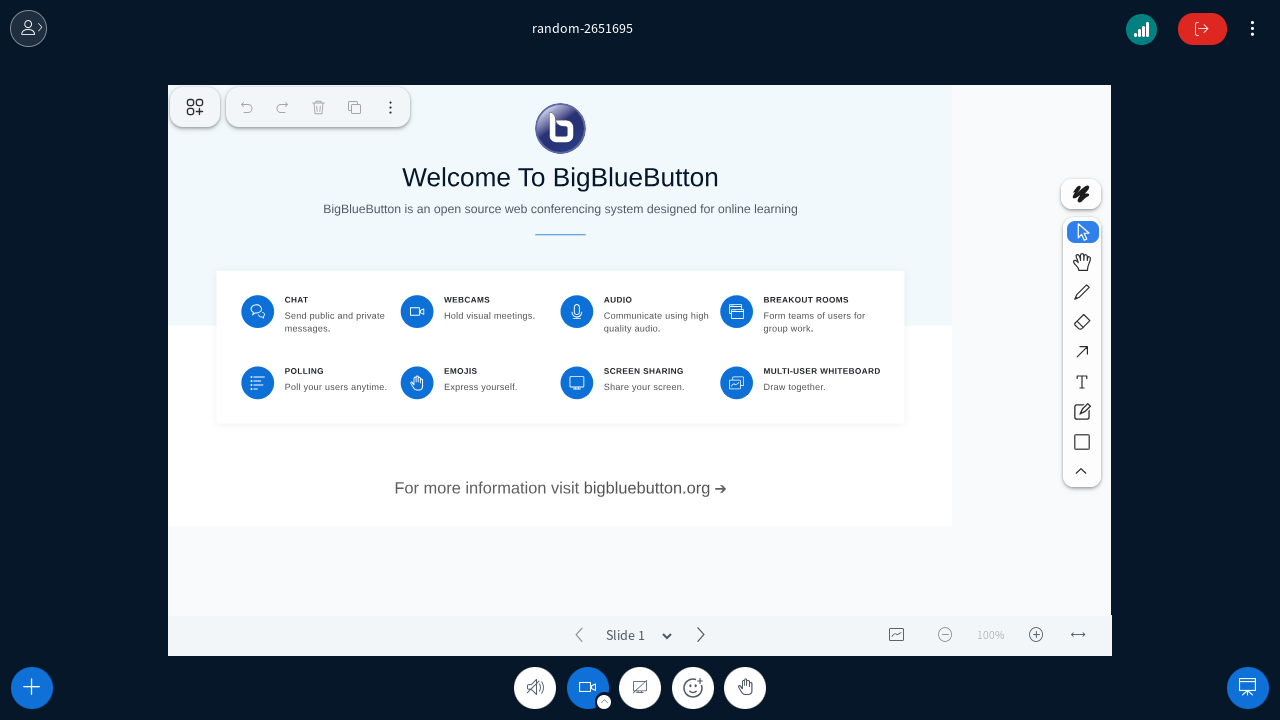 random-2651695
Welcome To BigBlueButton
BigBlueButton is an open source web conferencing system designed for online learning
CHAT
Send public and private
messages.
WEBCAMS
Hold visual meetings.
AUDIO
Communicate using high
quality audio.
BREAKOUT ROOMS
Form teams of users for
group work.
POLLING
Poll your users anytime.
EMOJIS
Express yourself.
SCREEN SHARING
Share your screen.
MULTI-USER WHITEBOARD
Draw together.
For more information visit bigbluebutton.org →
Slide 1
100%